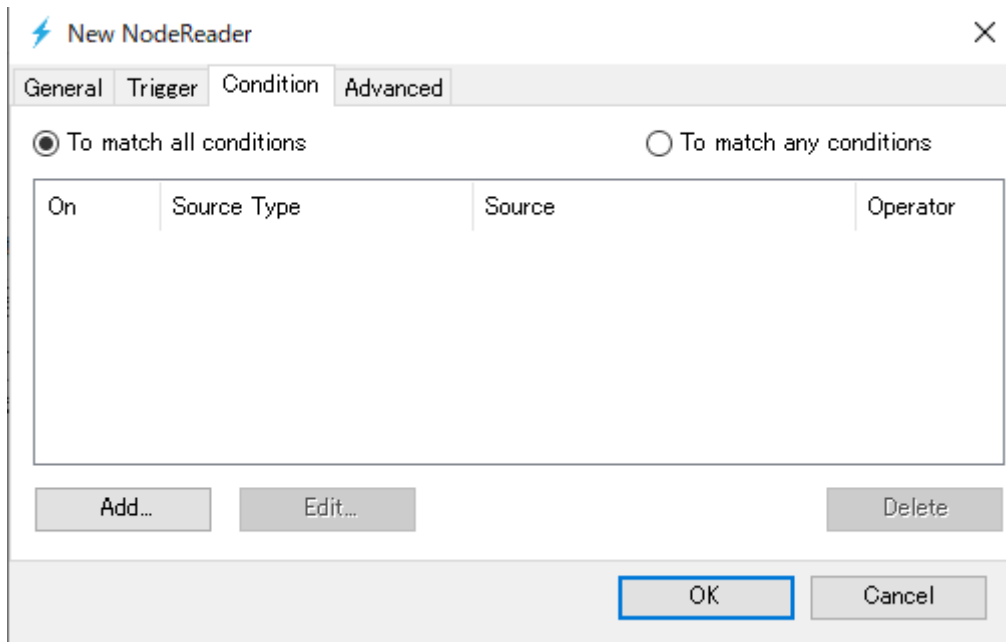 New NodeReader
General Trigger Condition Advanced
To match all conditions To match any conditions
On Source Type Source Operator
Add... Edit... Delete
OK Cancel